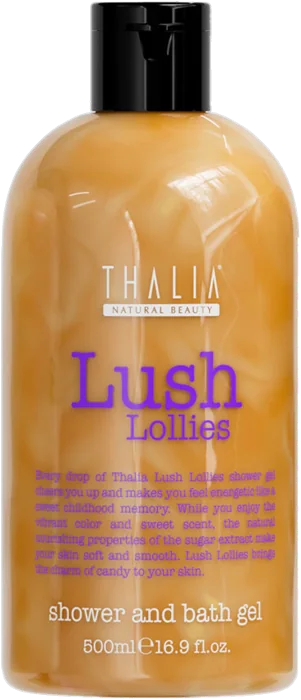 THALIA
NATURAL BEAUTY
Lush
Lollies
Every drop of Thalia Lush Lollies shower gel
cheers you up and makes you feel energetic like a
sweet childhood memory. While you enjoy the
vibrant color and sweet scent, the natural
nourishing properties of the sugar extract make
your skin soft and smooth. Lush Lollies brings
the charm of candy to your skin.
shower and bath gel
500ml℮16.9 fl.oz.